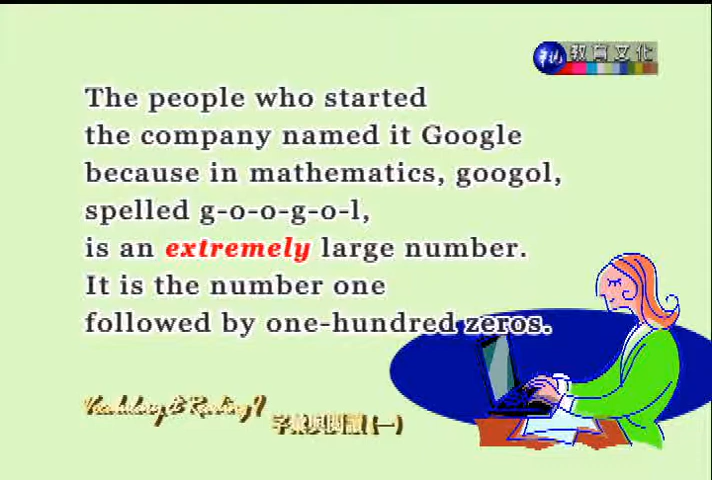 華視 教育文化
The people who started
the company named it Google
because in mathematics, googol,
spelled g-o-o-g-o-l,
is an extremely large number.
It is the number one
followed by one-hundred zeros.
Vocabulary & Reading I
字彙與閱讀 (一)